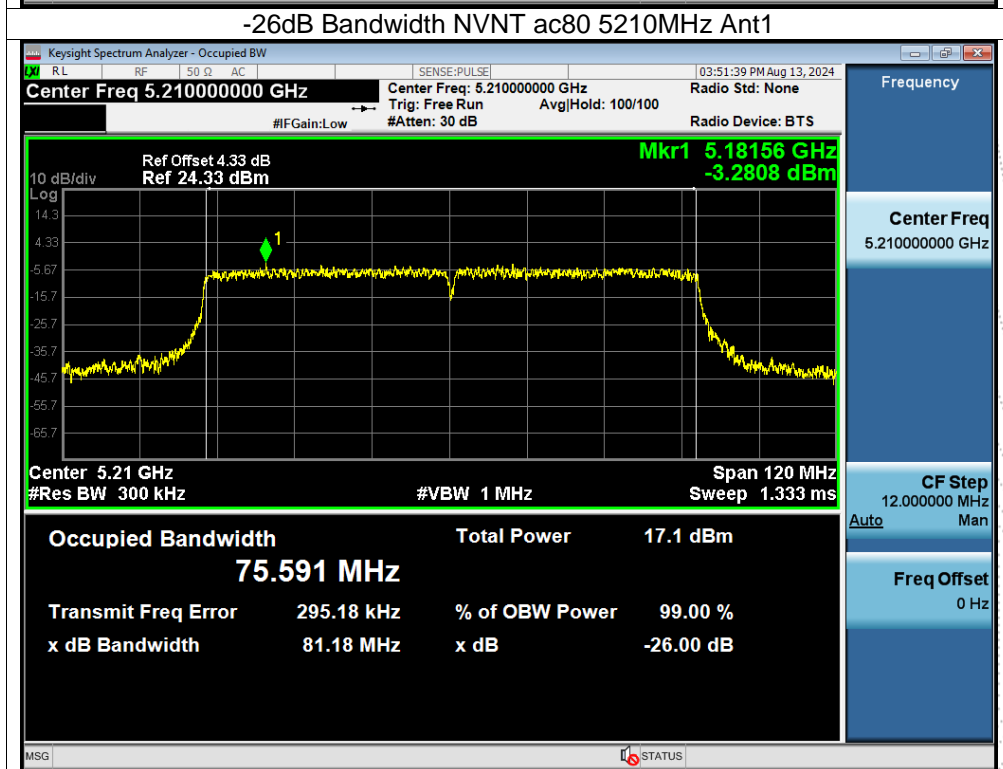 -26dB Bandwidth NVNT ac80 5210MHz Ant1
Keysight Spectrum Analyzer - Occupied BW
LXI RL RF 50 Ω AC SENSE:PULSE 03:51:39 PM Aug 13, 2024
Center Freq 5.210000000 GHz
Center Freq: 5.210000000 GHz
Radio Std: None
Trig: Free Run Avg|Hold: 100/100
#IFGain:Low
#Atten: 30 dB
Radio Device: BTS
Frequency
Mkr1 5.18156 GHz
-3.2808 dBm
Ref Offset 4.33 dB
10 dB/div Ref 24.33 dBm
Log
14.3
4.33
-5.67
-15.7
-25.7
-35.7
-45.7
-55.7
-65.7
1
Center 5.21 GHz Span 120 MHz
#Res BW 300 kHz #VBW 1 MHz Sweep 1.333 ms
Center Freq
5.210000000 GHz
CF Step
12.000000 MHz
Auto Man
Freq Offset
0 Hz
Occupied Bandwidth Total Power 17.1 dBm
75.591 MHz
Transmit Freq Error 295.18 kHz % of OBW Power 99.00 %
x dB Bandwidth 81.18 MHz x dB -26.00 dB
MSG STATUS